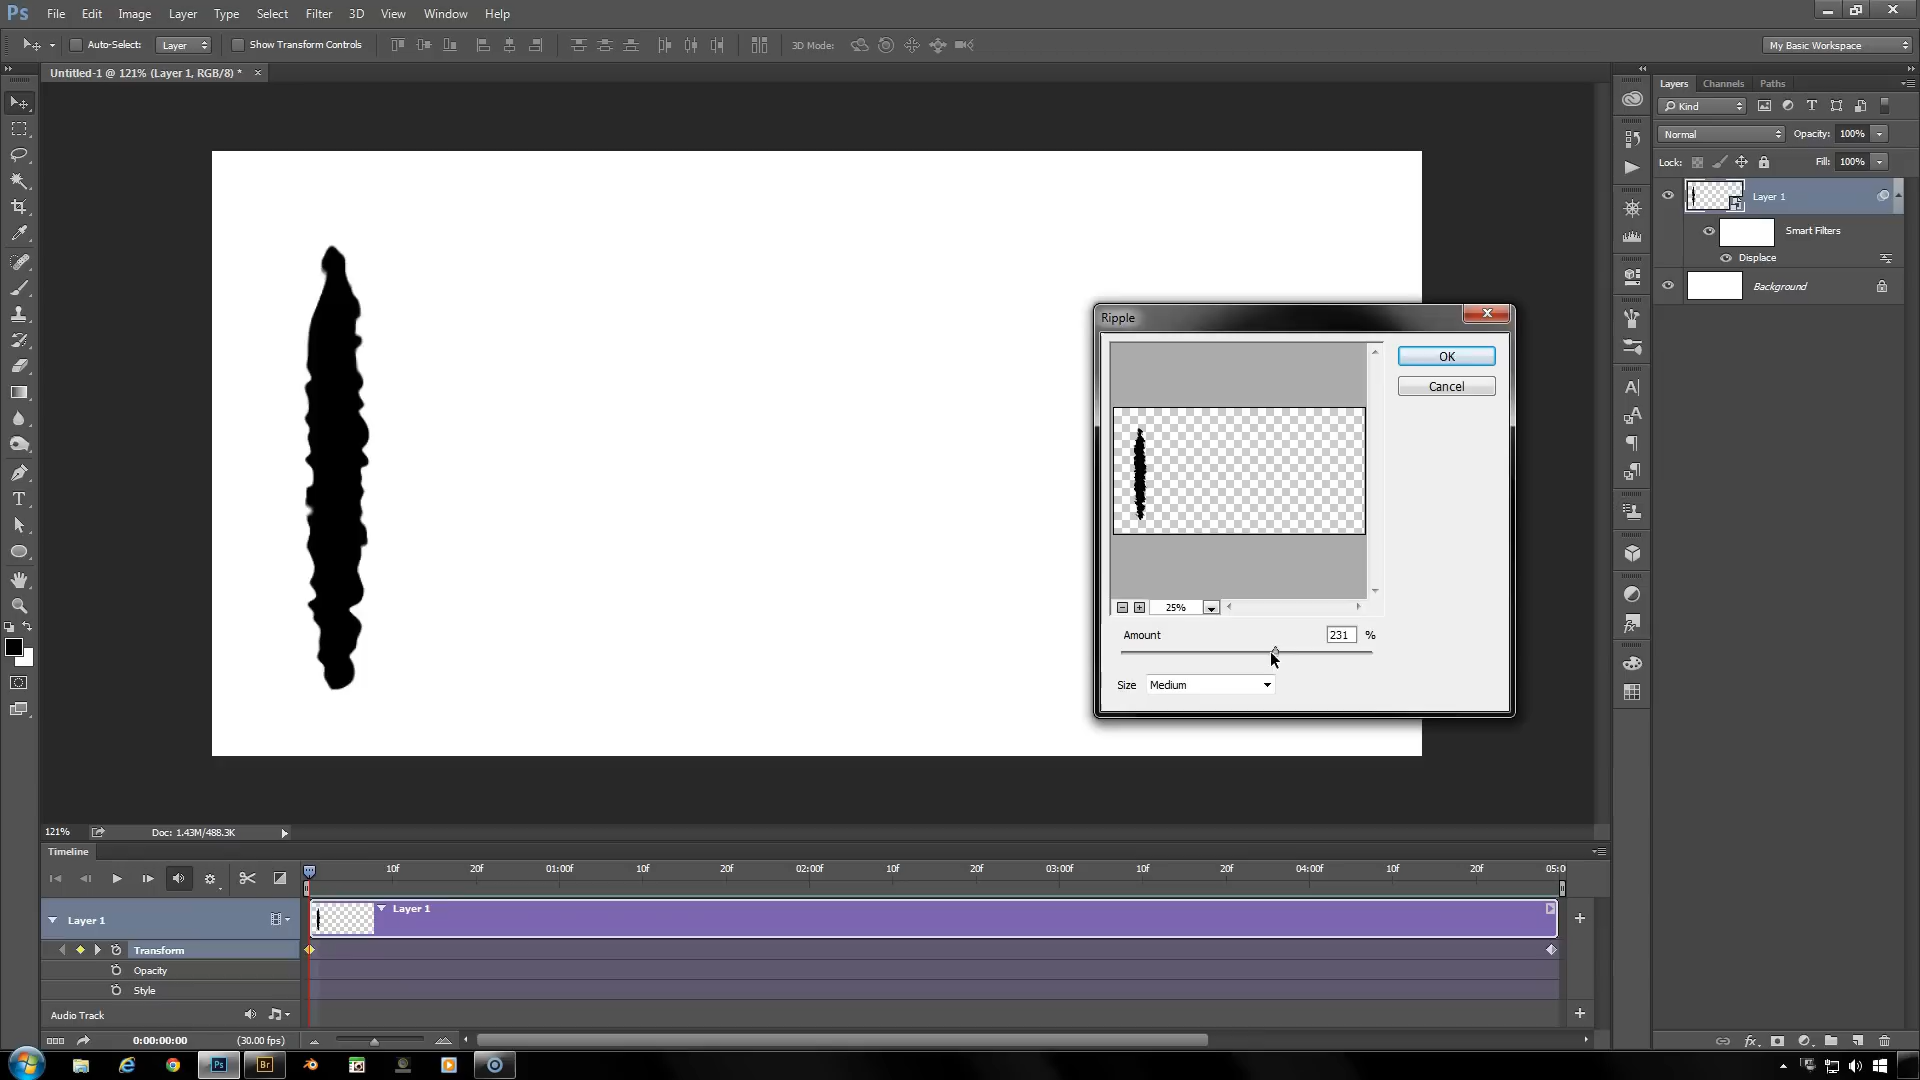 Ps File Edit Image Layer Type Select Filter 3D View Window Help
Auto-Select: Layer Show Transform Controls 3D Mode: My Basic Workspace
Untitled-1 @ 121% (Layer 1, RGB/8) * ×
Layers Channels Paths
Kind
Normal Opacity: 100%
Lock: Fill: 100%
Layer 1
Smart Filters
Displace
Background
Ripple
OK
Cancel
25%
Amount 231 %
Size Medium
121% Doc: 1.43M/488.3K
Timeline
10f 20f 01:00f 10f 20f 02:00f 10f 20f 03:00f 10f 20f 04:00f 10f 20f 05:0
Layer 1 Layer 1
Transform
Opacity
Style
Audio Track
0:00:00:00 (30.00 fps)
Ps Br